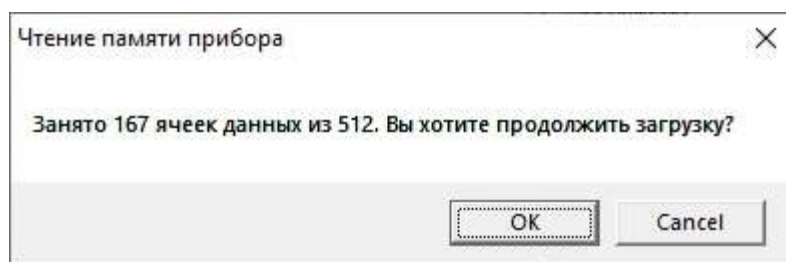 Чтение памяти прибора
Занято 167 ячеек данных из 512. Вы хотите продолжить загрузку?
OK
Cancel